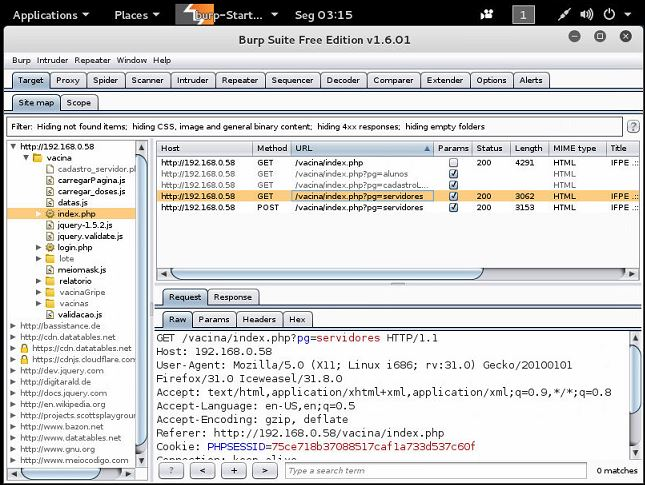 Applications Places burp-Start... Seg 03:15 1
Burp Suite Free Edition v1.6.01
Burp Intruder Repeater Window Help
Target Proxy Spider Scanner Intruder Repeater Sequencer Decoder Comparer Extender Options Alerts
Site map Scope
Filter: Hiding not found items; hiding CSS, image and general binary content; hiding 4xx responses; hiding empty folders ?
http://192.168.0.58
vacina
cadastro_servidor.pl
carregarPagina.js
carregar_doses.js
datas.js
index.php
jquery-1.5.2.js
jquery.validate.js
login.php
lote
meiomask.js
relatorio
vacinaGripe
vacinas
validacao.js
http://bassistance.de
http://cdn.datatables.net
https://cdn.datatables.net
https://cdnjs.cloudflare.com
http://dev.jquery.com
http://digitarald.de
http://docs.jquery.com
http://en.wikipedia.org
http://projects.scottsplaygroun
http://www.bazon.net
http://www.datatables.net
http://www.gnu.org
http://www.meiocodigo.com
Host Method URL Params Status Length MIME type Title
http://192.168.0.58 GET /vacina/index.php 200 4291 HTML IFPE .::
http://192.168.0.58 GET /vacina/index.php?pg=alunos HTML
http://192.168.0.58 GET /vacina/index.php?pg=cadastroL... HTML
http://192.168.0.58 GET /vacina/index.php?pg=servidores 200 3062 HTML IFPE .::
http://192.168.0.58 POST /vacina/index.php?pg=servidores 200 3153 HTML IFPE .::
Request Response
Raw Params Headers Hex
GET /vacina/index.php?pg=servidores HTTP/1.1
Host: 192.168.0.58
User-Agent: Mozilla/5.0 (X11; Linux i686; rv:31.0) Gecko/20100101
Firefox/31.0 Iceweasel/31.8.0
Accept: text/html,application/xhtml+xml,application/xml;q=0.9,*/*;q=0.8
Accept-Language: en-US,en;q=0.5
Accept-Encoding: gzip, deflate
Referer: http://192.168.0.58/vacina/index.php
Cookie: PHPSESSID=75ce718b37088517caf1a733d537c60f
Connection: keep-alive
? < + > Type a search term 0 matches